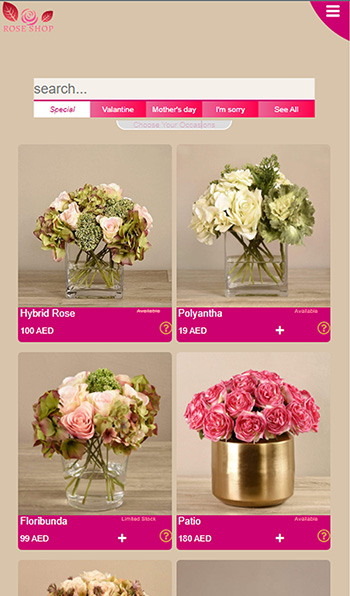 ROSE SHOP
search...
Special Valantine Mother's day I'm sorry See All
Choose Your Occasions
Hybrid Rose Available
100 AED ?
Polyantha Available
19 AED + ?
Floribunda Limited Stock
99 AED + ?
Patio Available
180 AED + ?